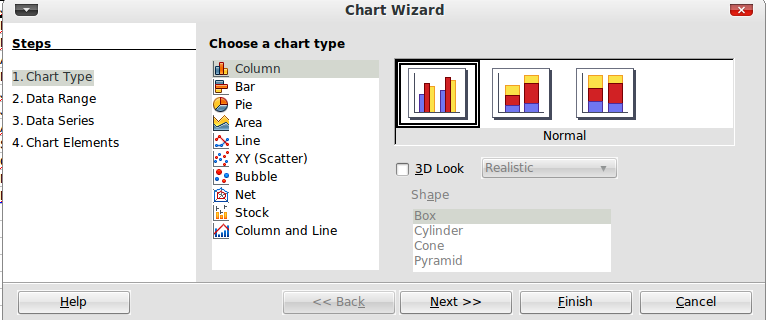 Chart Wizard
Steps
1. Chart Type
2. Data Range
3. Data Series
4. Chart Elements
Choose a chart type
Column
Bar
Pie
Area
Line
XY (Scatter)
Bubble
Net
Stock
Column and Line
Normal
3D Look
Realistic
Shape
Box
Cylinder
Cone
Pyramid
Help
<< Back
Next >>
Finish
Cancel